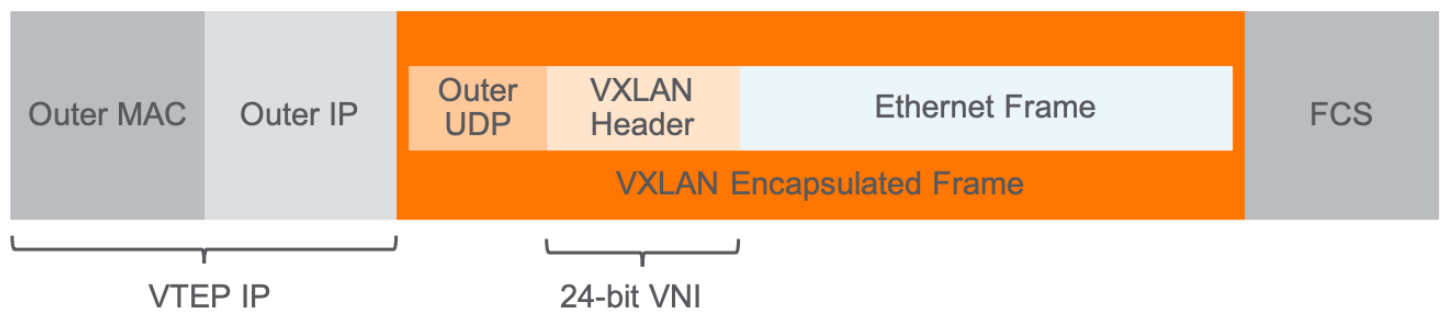 Outer MAC
Outer IP
Outer
UDP
VXLAN
Header
Ethernet Frame
FCS
VXLAN Encapsulated Frame
VTEP IP
24-bit VNI